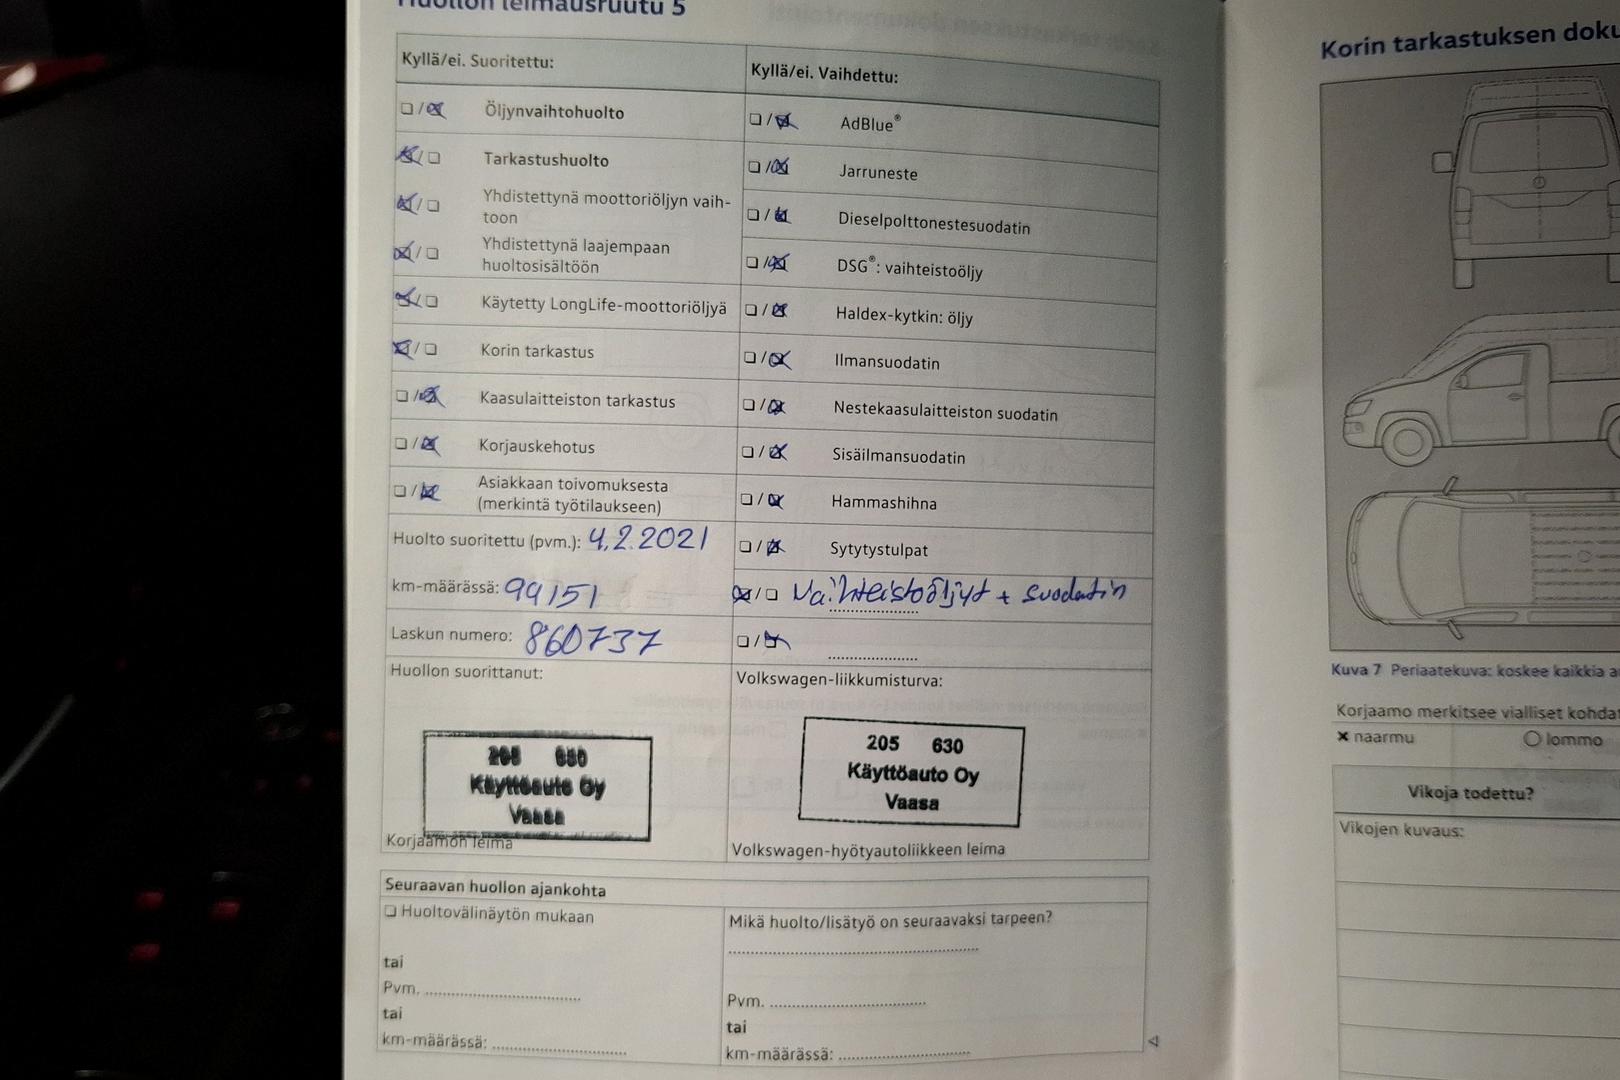 Huollon leimausruutu 5
Kyllä/ei. Suoritettu:
Öljynvaihtohuolto
Tarkastushuolto
Yhdistettynä moottoriöljyn vaih-
toon
Yhdistettynä laajempaan
huoltosisältöön
Käytetty LongLife-moottoriöljyä
Korin tarkastus
Kaasulaitteiston tarkastus
Korjauskehotus
Asiakkaan toivomuksesta
(merkintä työtilaukseen)
Huolto suoritettu (pvm.): 4.2.2021
km-määrässä: 99151
Laskun numero: 860737
Huollon suorittanut:
205 630
Käyttöauto Oy
Vaasa
Korjaamon leima
Kyllä/ei. Vaihdettu:
AdBlue®
Jarruneste
Dieselpolttonestesuodatin
DSG®: vaihteistoöljy
Haldex-kytkin: öljy
Ilmansuodatin
Nestekaasulaitteiston suodatin
Sisäilmansuodatin
Hammashihna
Sytytystulpat
Vaihteistoöljyt + suodatin
Volkswagen-liikkumisturva:
205 630
Käyttöauto Oy
Vaasa
Volkswagen-hyötyautoliikkeen leima
Seuraavan huollon ajankohta
Huoltovälinäytön mukaan
tai
Pvm.
tai
km-määrässä:
Mikä huolto/lisätyö on seuraavaksi tarpeen?
Pvm.
tai
km-määrässä:
Korin tarkastuksen doku
Kuva 7 Periaatekuva: koskee kaikkia a
Korjaamo merkitsee vialliset kohdat
naarmu
lommo
Vikoja todettu?
Vikojen kuvaus: